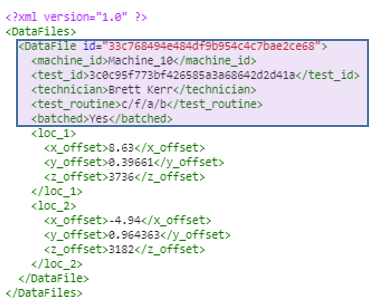 <?xml version="1.0" ?>
<DataFiles>
<DataFile id="33c768494e484df9b954c4c7bae2ce68">
<machine_id>Machine_10</machine_id>
<test_id>3c0c95f773bf426585a3a68642d2d41a</test_id>
<technician>Brett Kerr</technician>
<test_routine>c/f/a/b</test_routine>
<batched>Yes</batched>
<loc_1>
<x_offset>8.63</x_offset>
<y_offset>0.39661</y_offset>
<z_offset>3736</z_offset>
</loc_1>
<loc_2>
<x_offset>-4.94</x_offset>
<y_offset>0.964363</y_offset>
<z_offset>3182</z_offset>
</loc_2>
</DataFile>
</DataFiles>